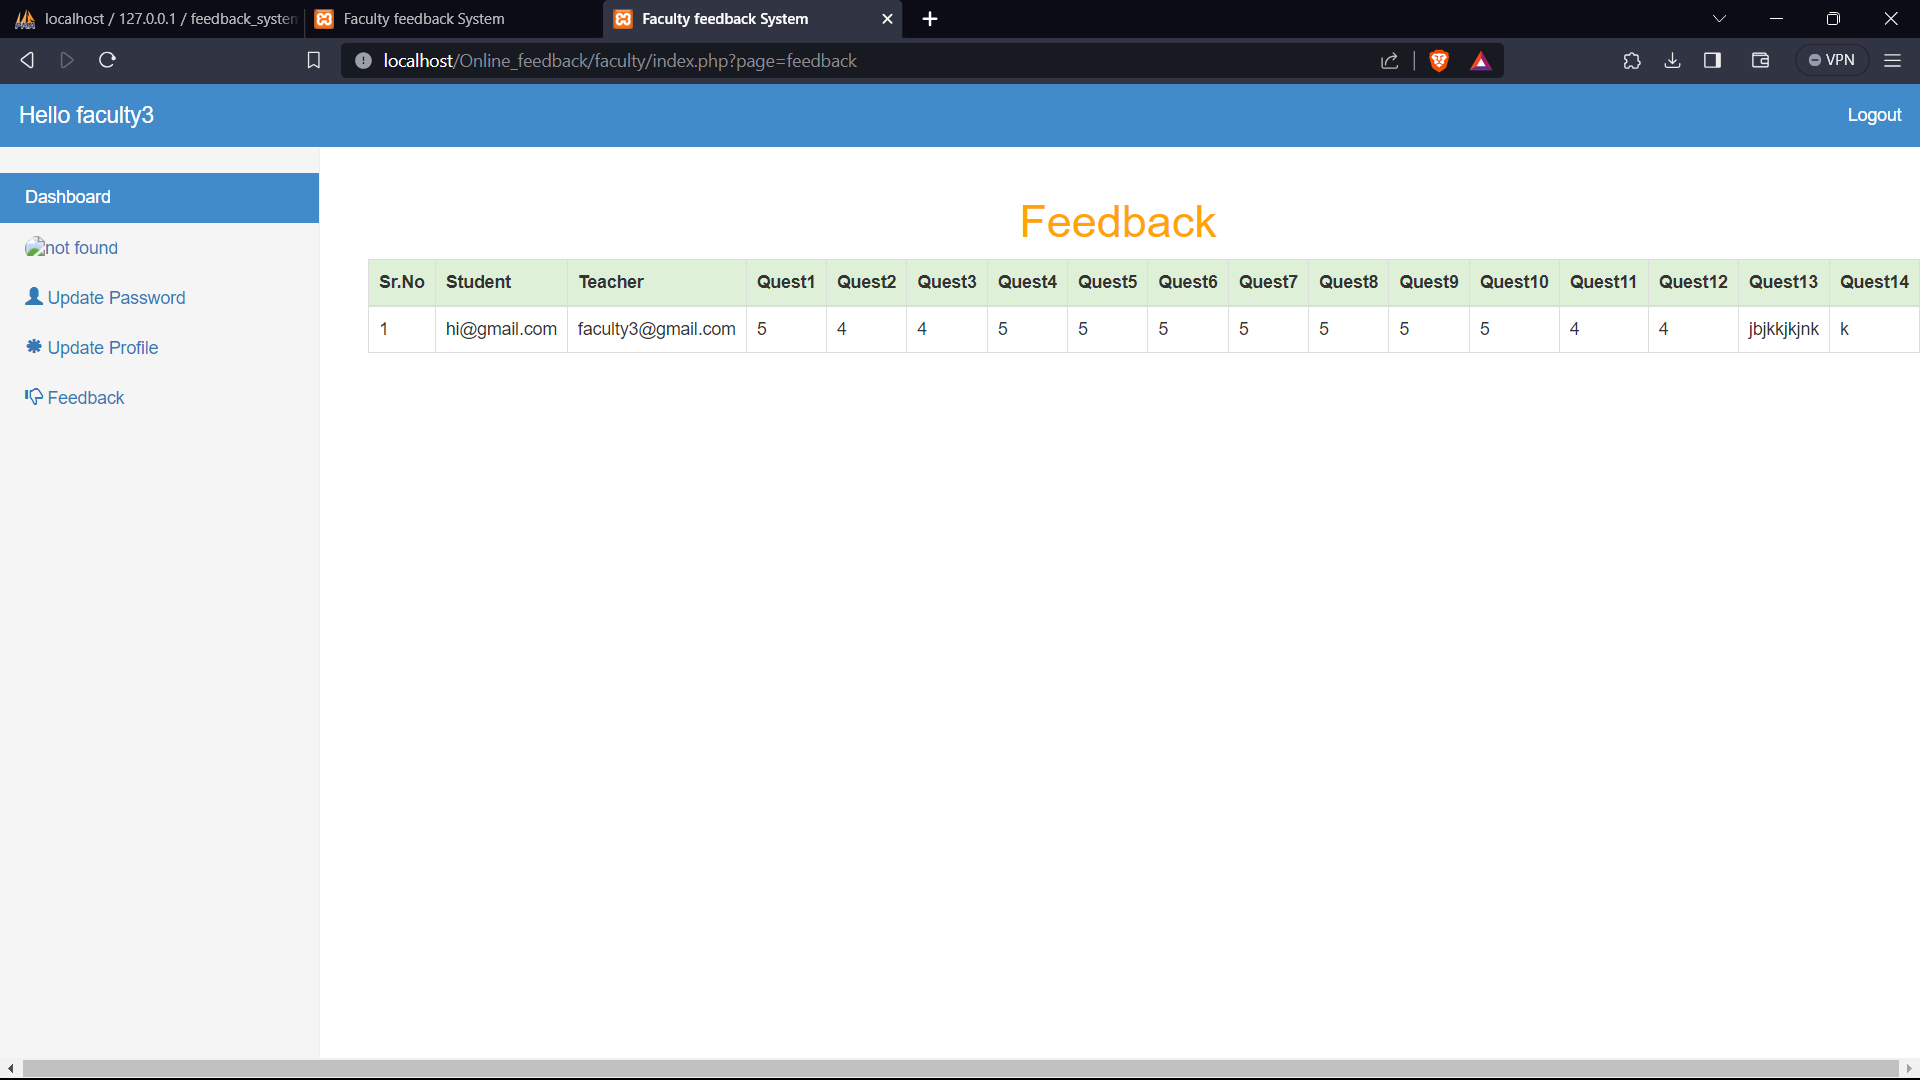 localhost / 127.0.0.1 / feedback_system
Faculty feedback System
Faculty feedback System
localhost/Online_feedback/faculty/index.php?page=feedback
VPN
Hello faculty3
Logout
Dashboard
not found
Update Password
Update Profile
Feedback
Feedback
Sr.No Student Teacher Quest1 Quest2 Quest3 Quest4 Quest5 Quest6 Quest7 Quest8 Quest9 Quest10 Quest11 Quest12 Quest13 Quest14
1 hi@gmail.com faculty3@gmail.com 5 4 4 5 5 5 5 5 5 5 4 4 jbjkkjkjnk k